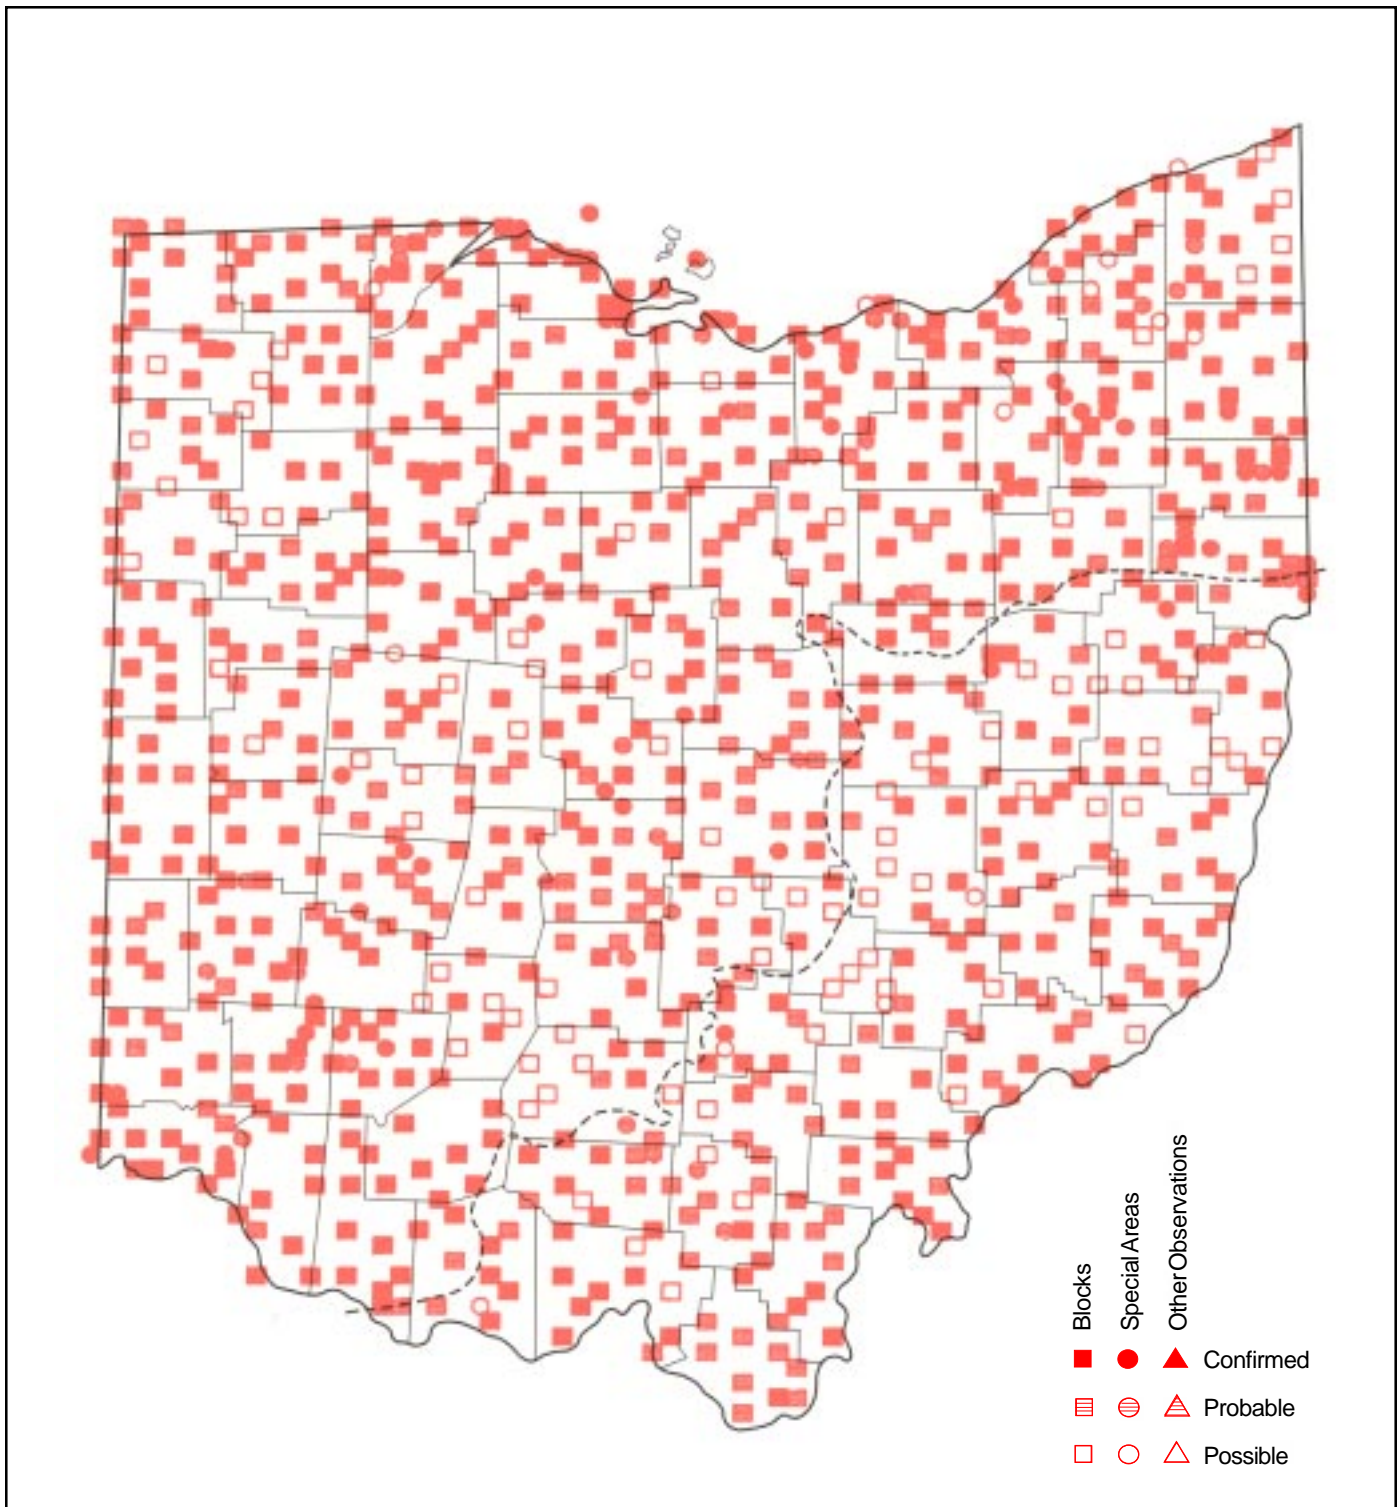 Blocks
Special Areas
Other Observations
Confirmed
Probable
Possible